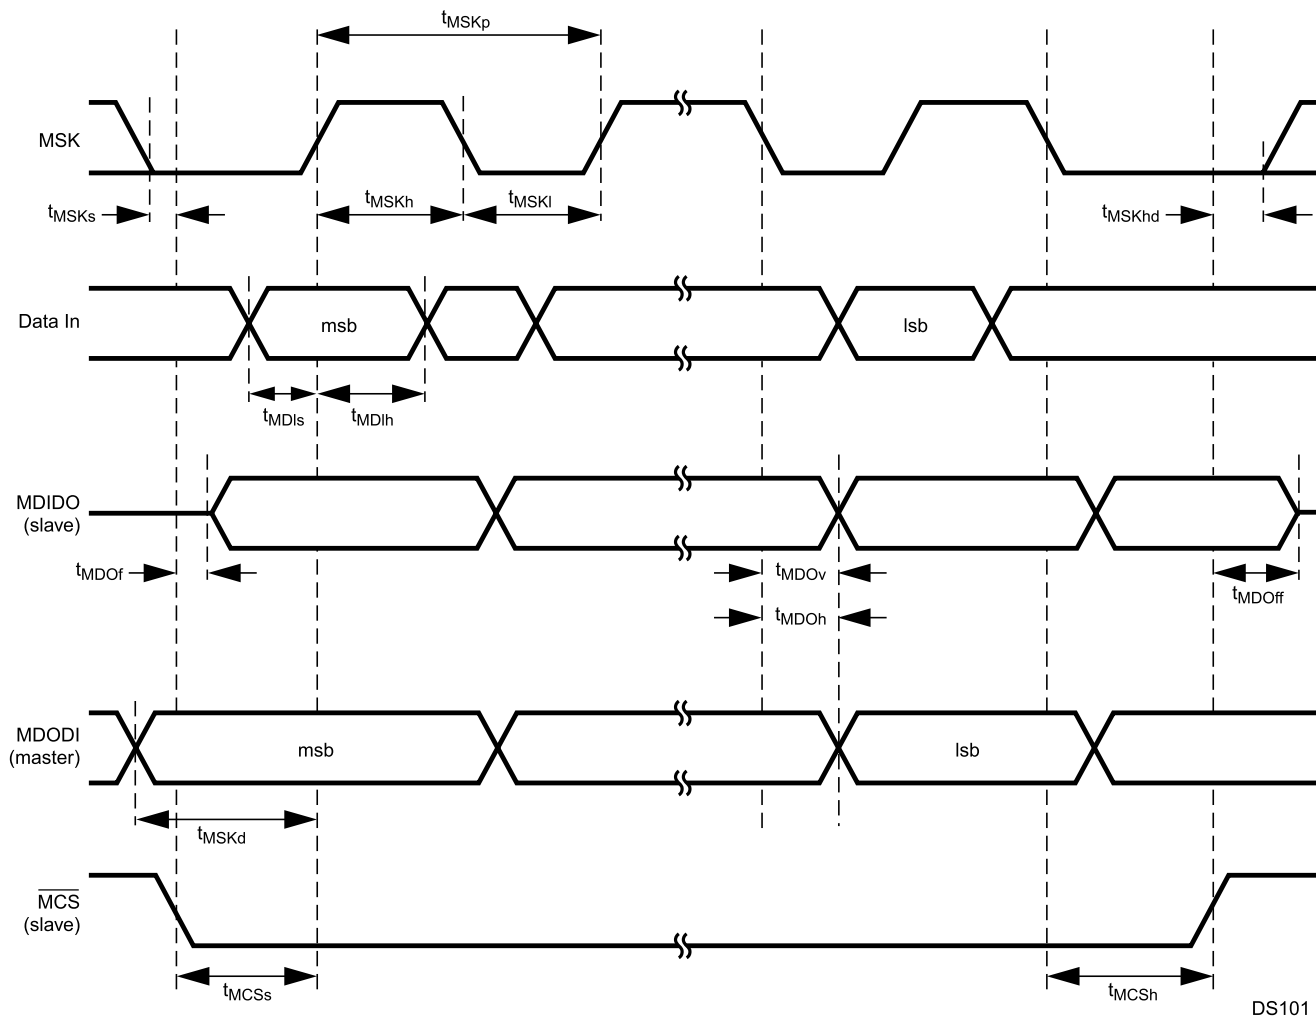 tMSKp
MSK
tMSKs
tMSKh
tMSKl
tMSKhd
Data In
msb
lsb
tMDIs
tMDIh
MDIDO
(slave)
tMDOf
tMDOv
tMDOff
tMDOh
MDODI
(master)
msb
lsb
tMSKd
MCS
(slave)
tMCSs
tMCSh
DS101